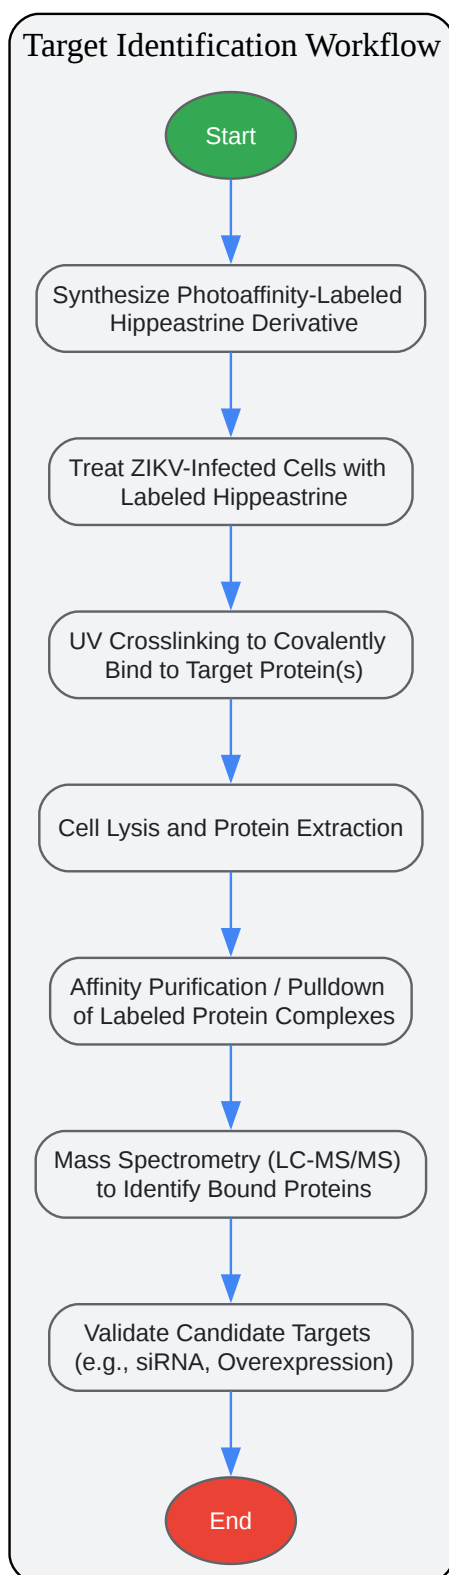 Target Identification Workflow
Start
Synthesize Photoaffinity-Labeled
Hippeastrine Derivative
Treat ZIKV-Infected Cells with
Labeled Hippeastrine
UV Crosslinking to Covalently
Bind to Target Protein(s)
Cell Lysis and Protein Extraction
Affinity Purification / Pulldown
of Labeled Protein Complexes
Mass Spectrometry (LC-MS/MS)
to Identify Bound Proteins
Validate Candidate Targets
(e.g., siRNA, Overexpression)
End